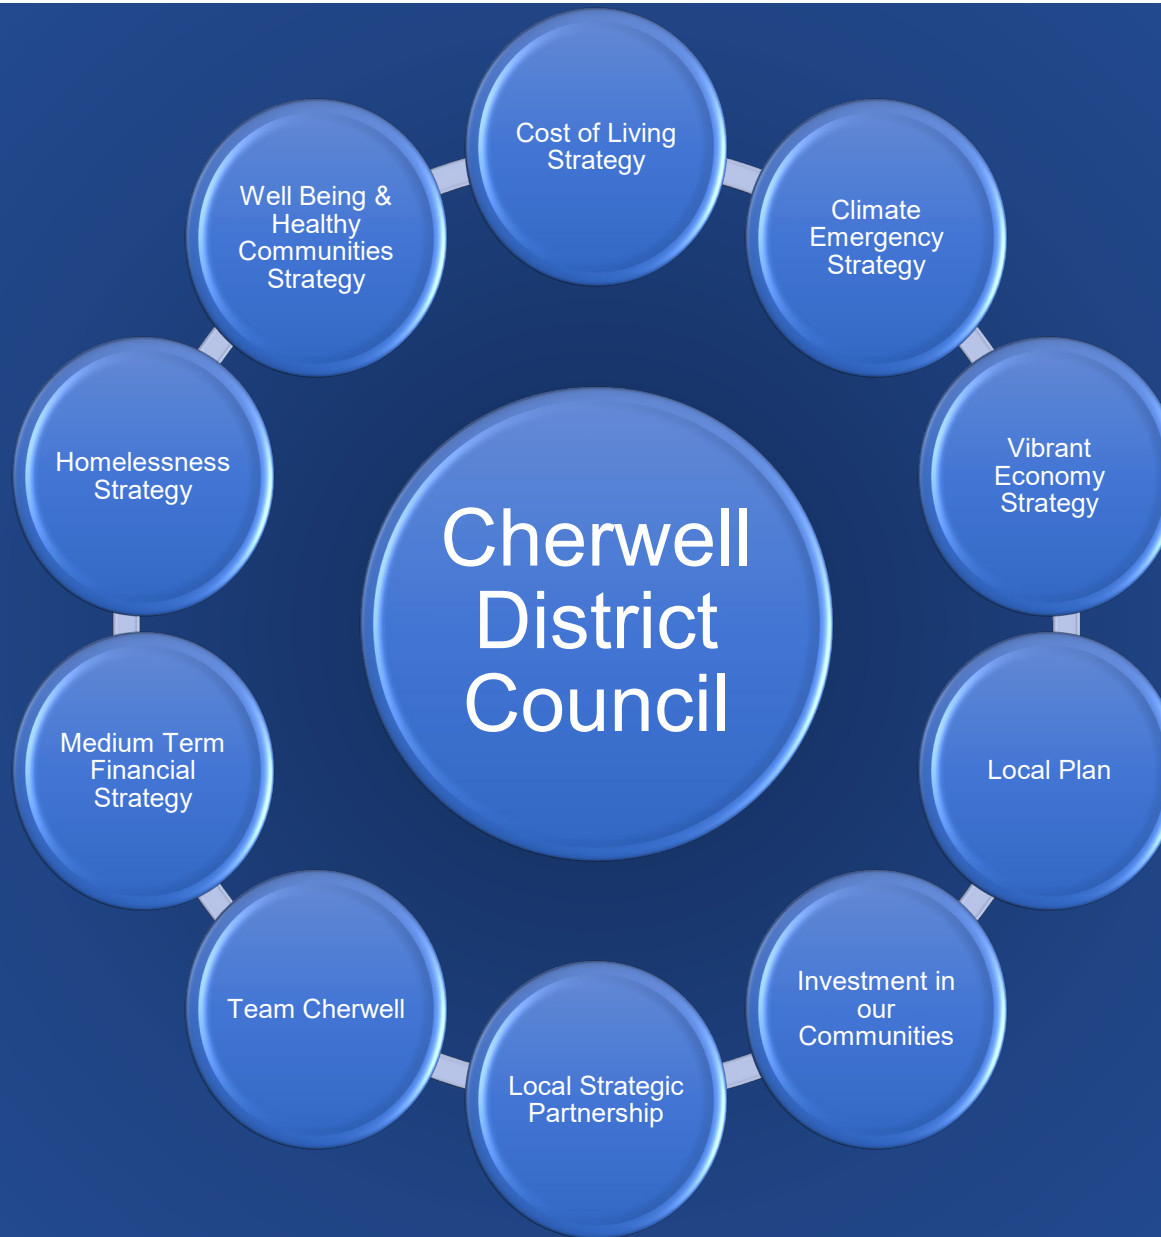 Cost of Living
Strategy
Climate
Emergency
Strategy
Vibrant
Economy
Strategy
Local Plan
Investment in
our
Communities
Local Strategic
Partnership
Team Cherwell
Medium Term
Financial
Strategy
Homelessness
Strategy
Well Being &
Healthy
Communities
Strategy
Cherwell
District
Council